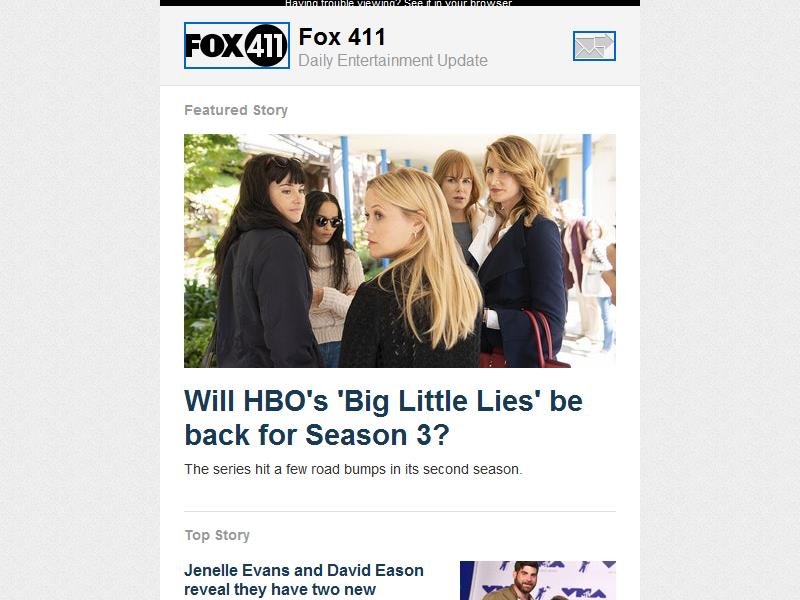 Having trouble viewing? See it in your browser
FOX 411
Fox 411
Daily Entertainment Update
Featured Story
Will HBO's 'Big Little Lies' be
back for Season 3?
The series hit a few road bumps in its second season.
Top Story
Jenelle Evans and David Eason
reveal they have two new